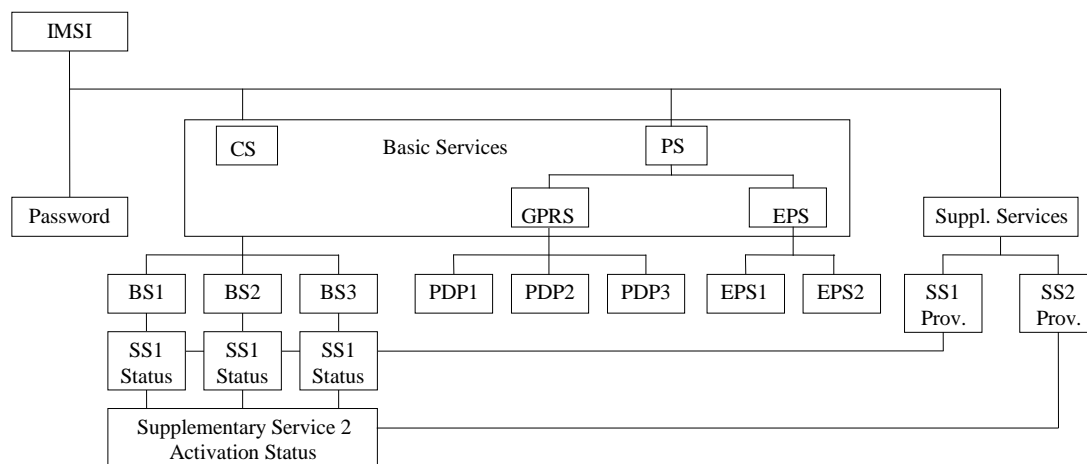 IMSI
CS
Basic Services
PS
Password
GPRS
EPS
Suppl. Services
BS1
BS2
BS3
PDP1
PDP2
PDP3
EPS1
EPS2
SS1
Prov.
SS2
Prov.
SS1
Status
SS1
Status
SS1
Status
Supplementary Service 2
Activation Status